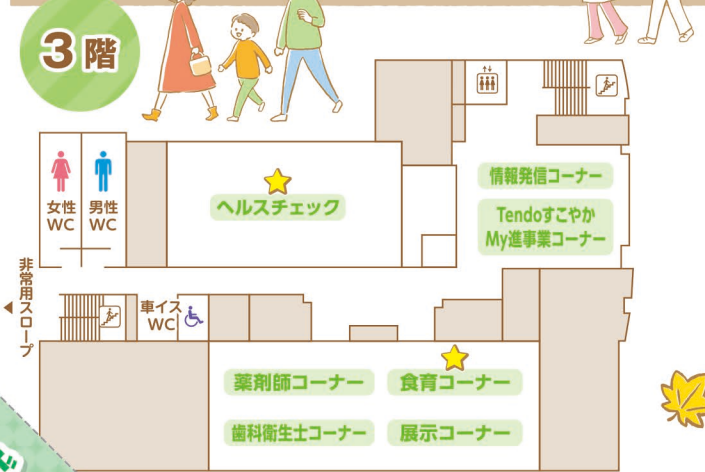 3階
女性
WC
男性
WC
ヘルスチェック
情報発信コーナー
Tendoすこやか
My進事業コーナー
非常用スロープ
車イス
WC
薬剤師コーナー
食育コーナー
歯科衛生士コーナー
展示コーナー